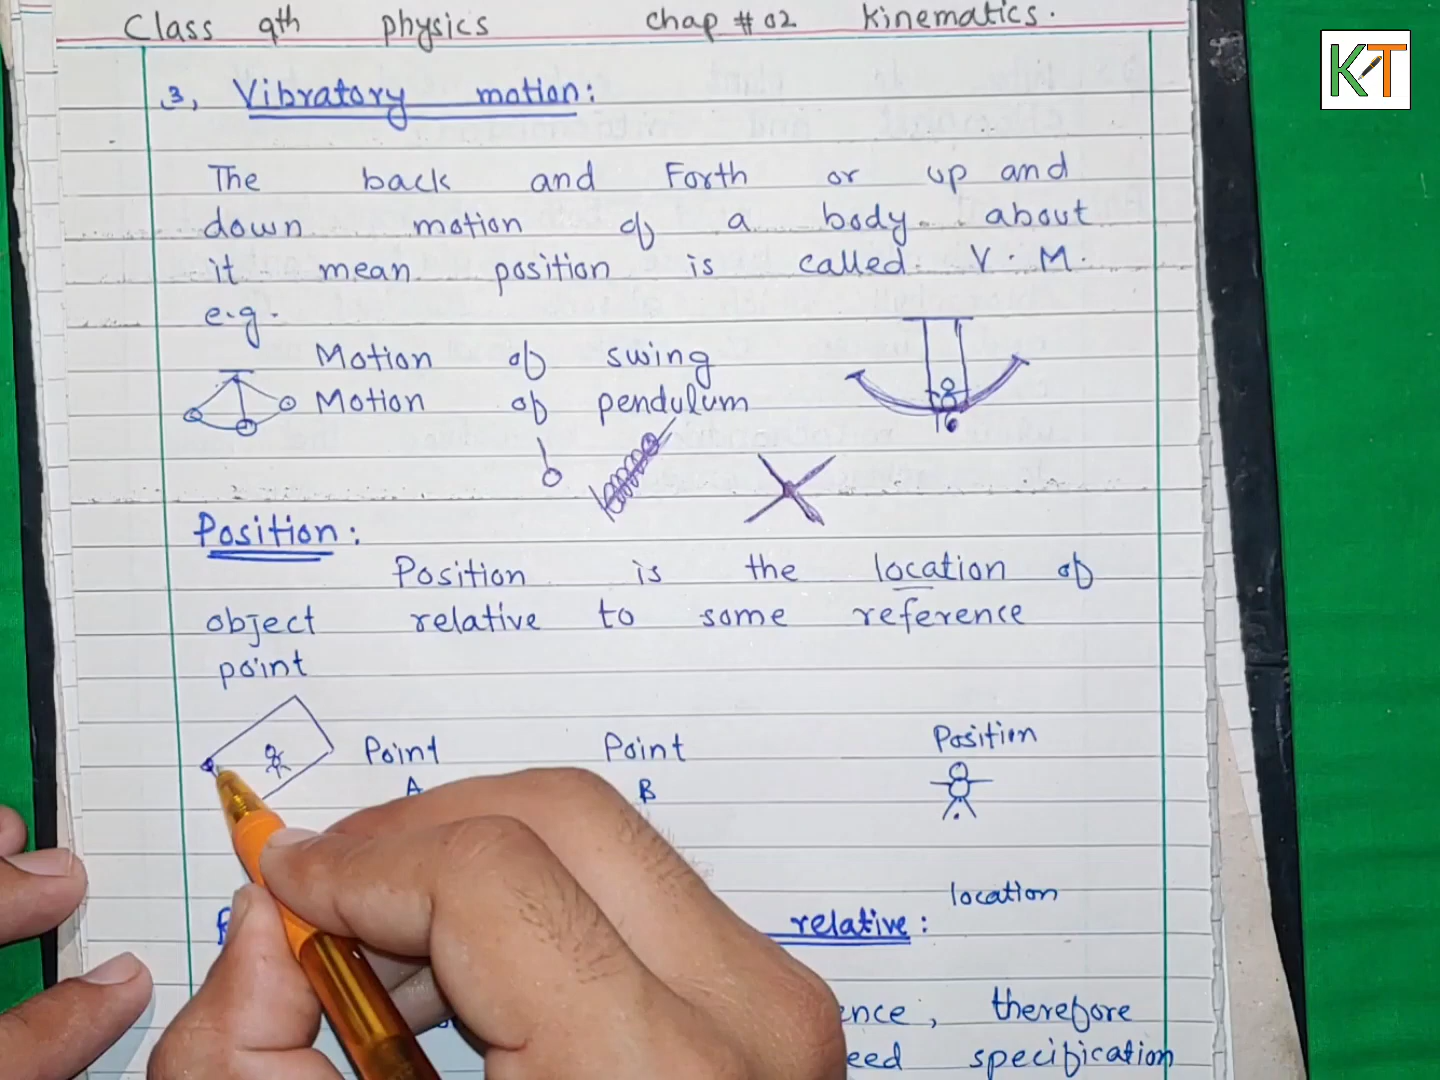 Class 9th physics chap # 02 Kinematics.
KT
3, Vibratory motion:
The back and Forth or up and
down motion of a body about
it mean position is called V. M.
e.g.
Motion of swing
Motion of pendulum
Position:
Position is the location of
object relative to some reference
point
Point Point Position
A B
location
relative:
therefore
specification